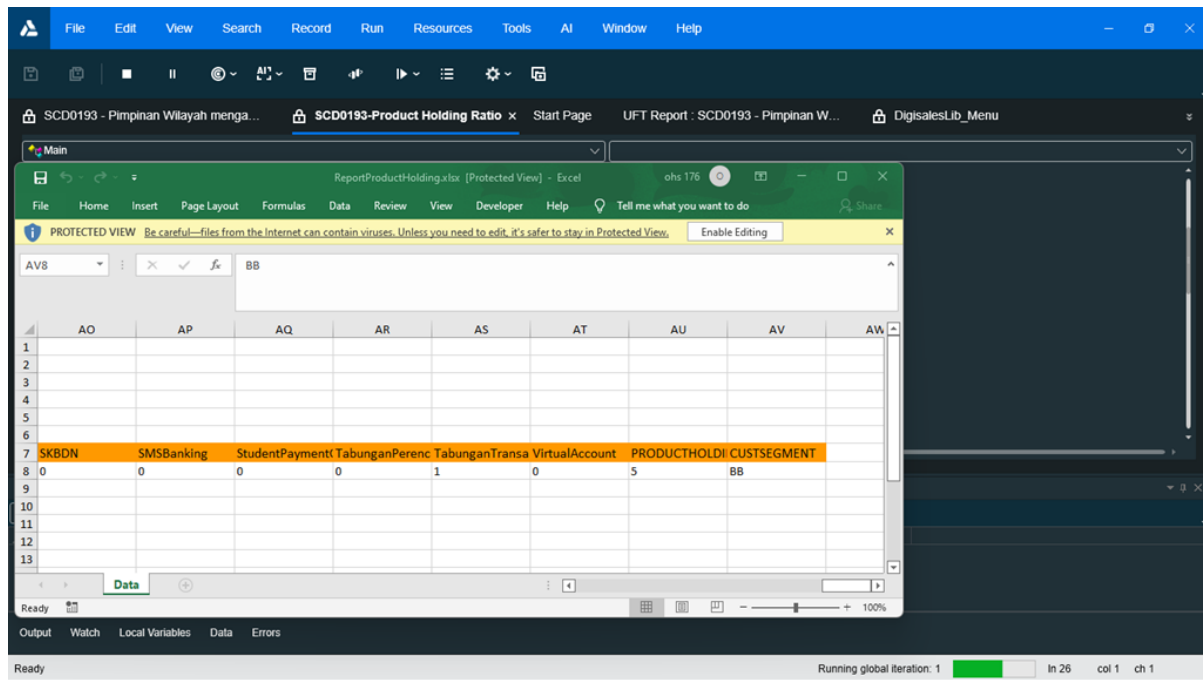 File Edit View Search Record Run Resources Tools AI Window Help
SCD0193 - Pimpinan Wilayah menga... SCD0193-Product Holding Ratio × Start Page UFT Report : SCD0193 - Pimpinan W... DigisalesLib_Menu
Main
ReportProductHolding.xlsx [Protected View] - Excel ohs 176 O
File Home Insert Page Layout Formulas Data Review View Developer Help Tell me what you want to do Share
PROTECTED VIEW Be careful—files from the Internet can contain viruses. Unless you need to edit, it's safer to stay in Protected View. Enable Editing
AV8 fx BB
AO AP AQ AR AS AT AU AV AW
1
2
3
4
5
6
7 SKBDN SMSBanking StudentPayment( TabunganPerenc TabunganTransa VirtualAccount PRODUCTHOLDI CUSTSEGMENT
8 0 0 0 0 1 0 5 BB
9
10
11
12
13
Data
Ready 100%
Output Watch Local Variables Data Errors
Ready Running global iteration: 1 ln 26 col 1 ch 1